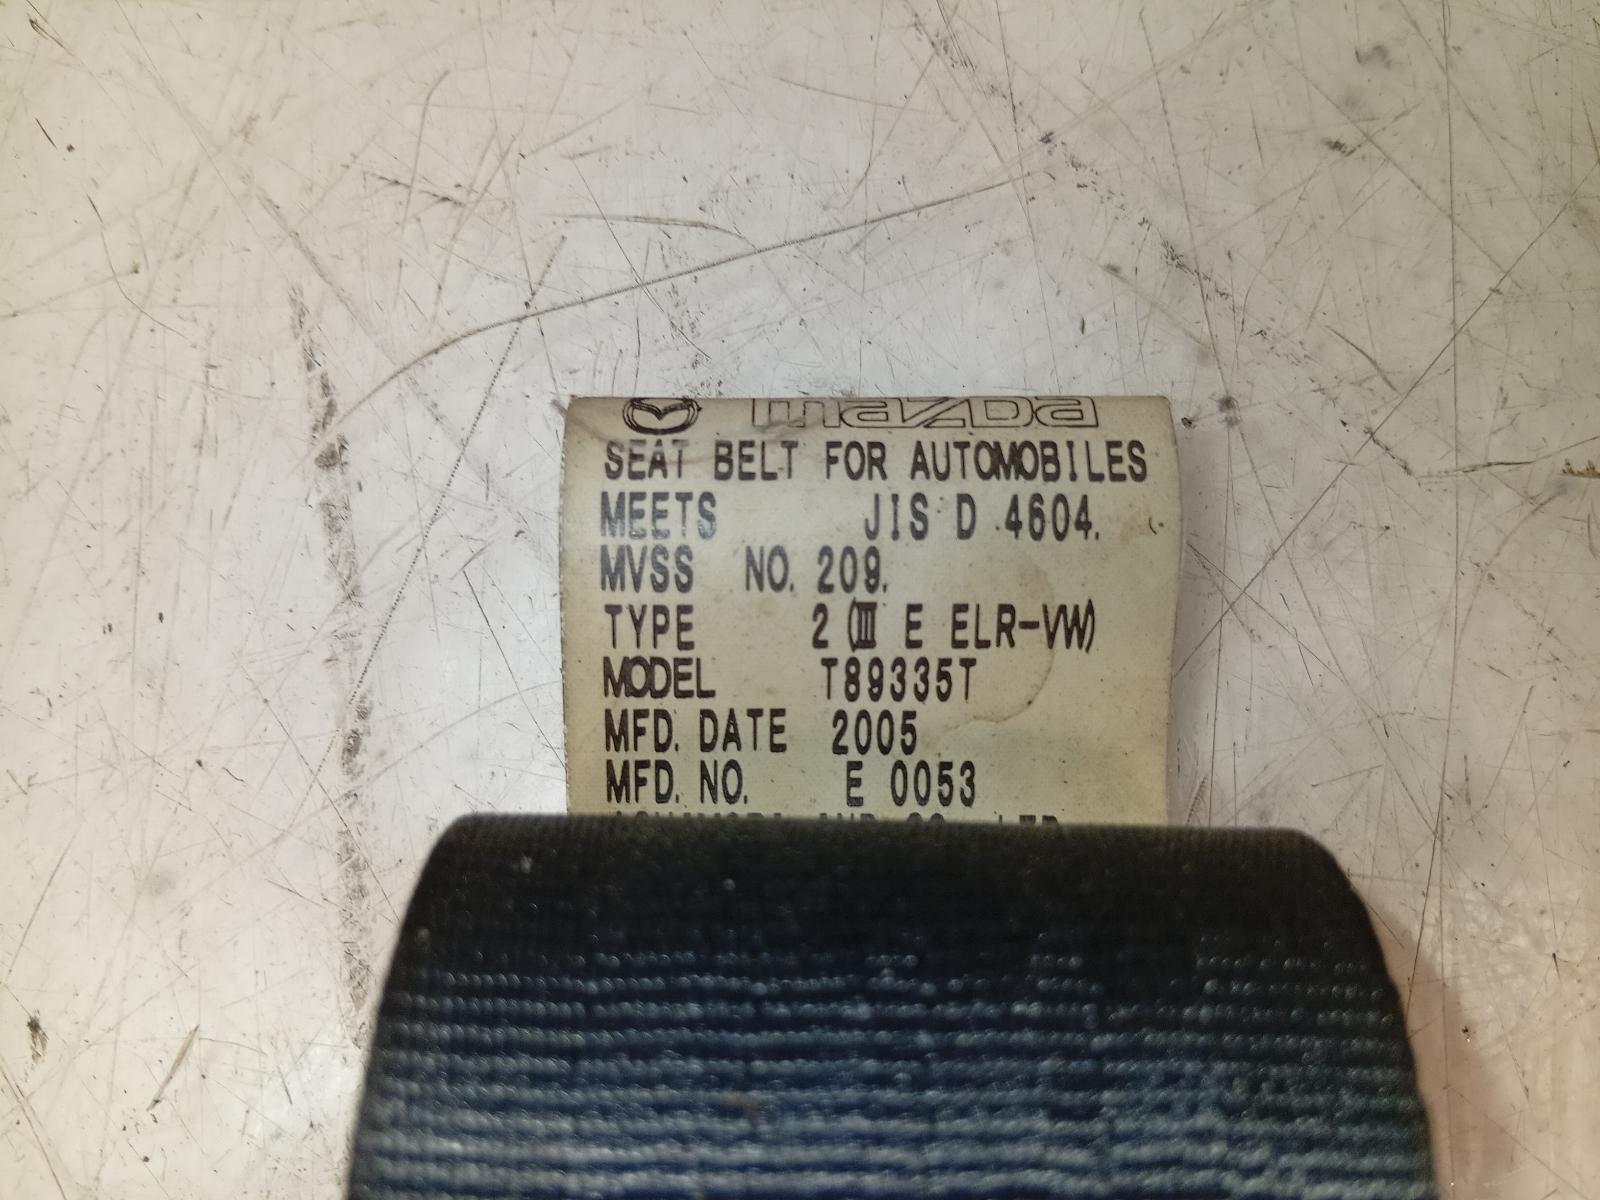 mazda
SEAT BELT FOR AUTOMOBILES
MEETS JIS D 4604.
MVSS NO. 209.
TYPE 2 (III E ELR-VW)
MODEL T89335T
MFD. DATE 2005
MFD. NO. E 0053